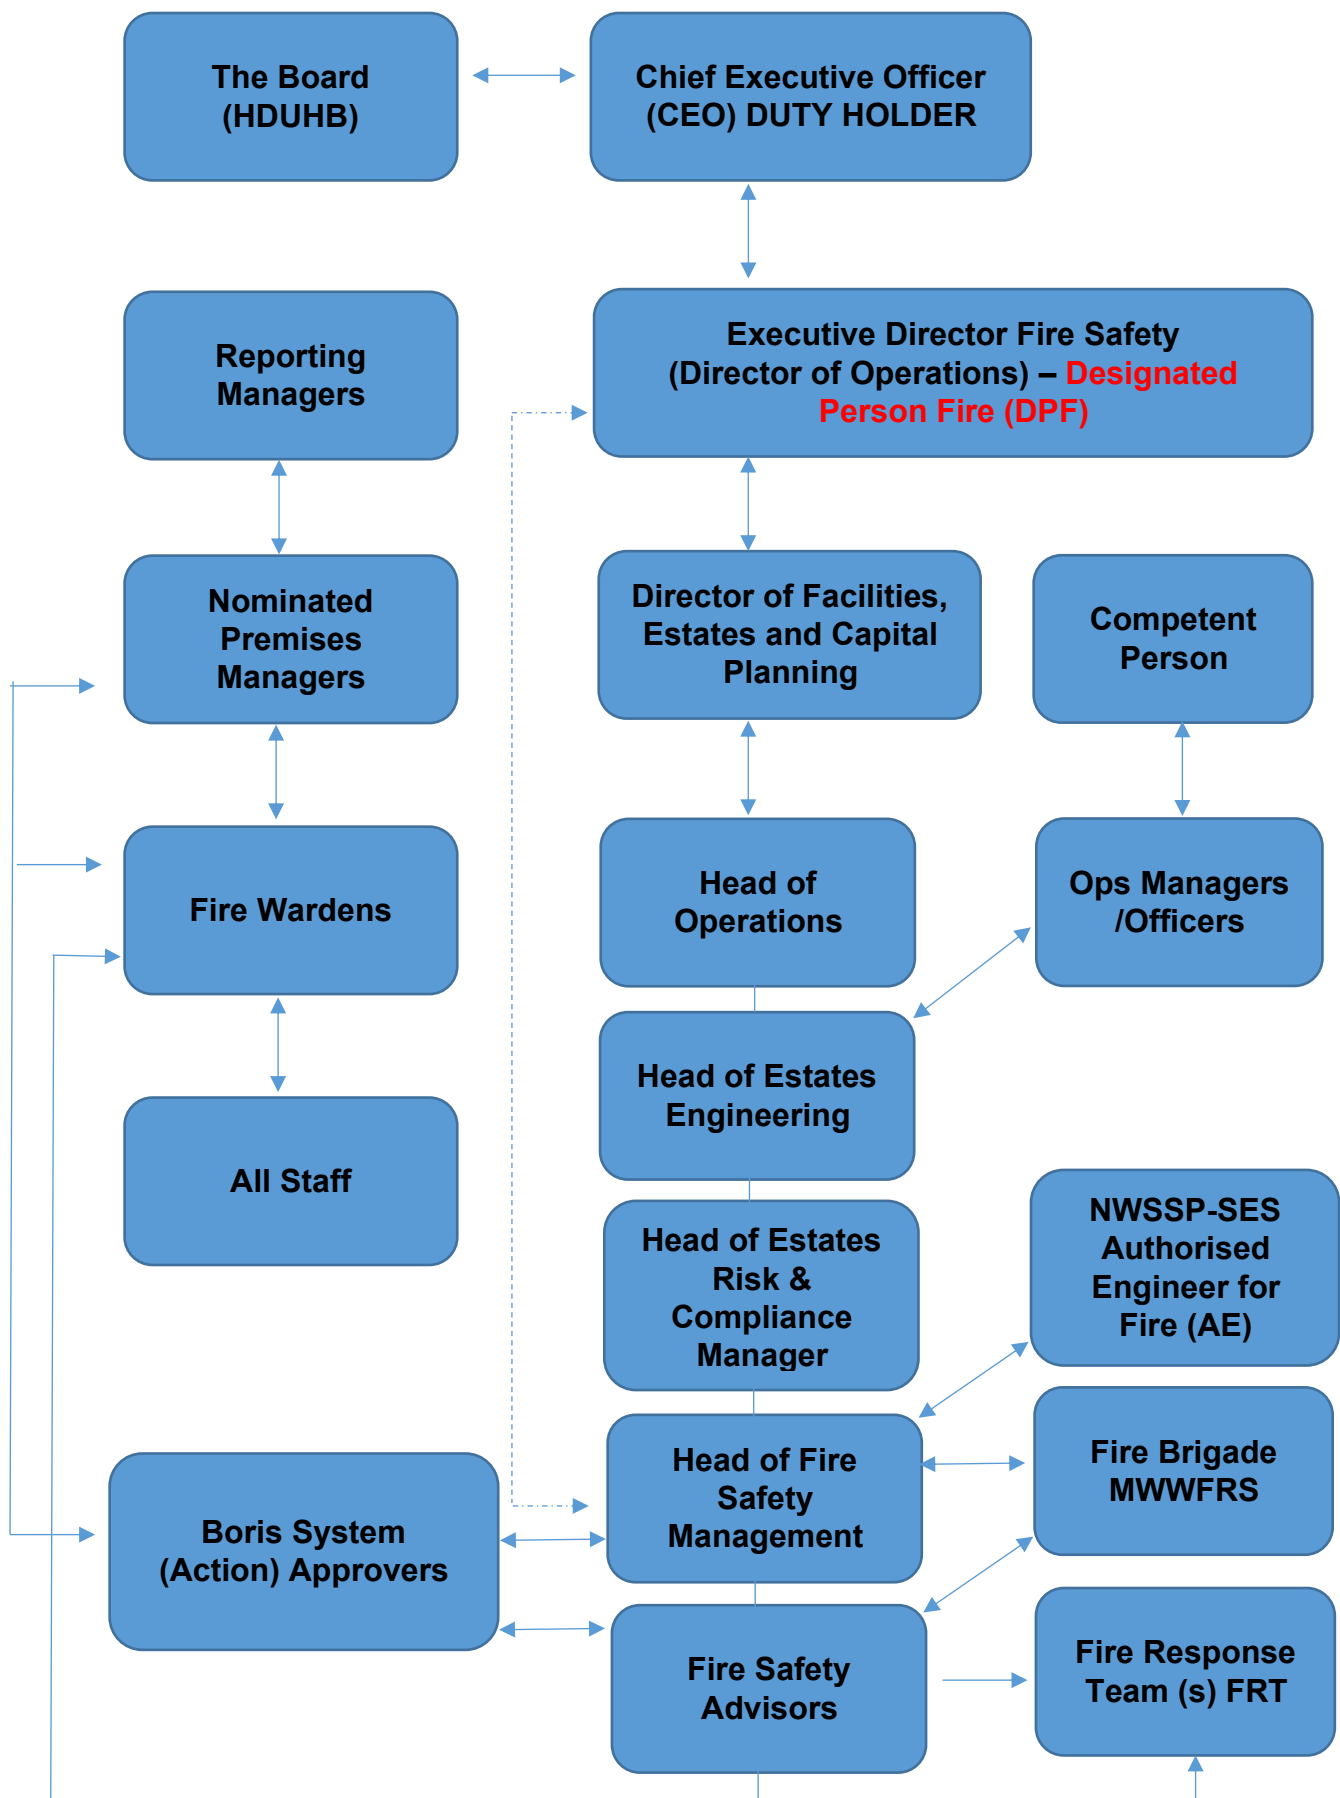 The Board
(HDUHB)
Chief Executive Officer
(CEO) DUTY HOLDER
Reporting
Managers
Executive Director Fire Safety
(Director of Operations) – Designated
Person Fire (DPF)
Nominated
Premises
Managers
Director of Facilities,
Estates and Capital
Planning
Competent
Person
Fire Wardens
Head of
Operations
Ops Managers
/Officers
Head of Estates
Engineering
All Staff
Head of Estates
Risk &
Compliance
Manager
NWSSP-SES
Authorised
Engineer for
Fire (AE)
Boris System
(Action) Approvers
Head of Fire
Safety
Management
Fire Brigade
MWWFRS
Fire Safety
Advisors
Fire Response
Team (s) FRT